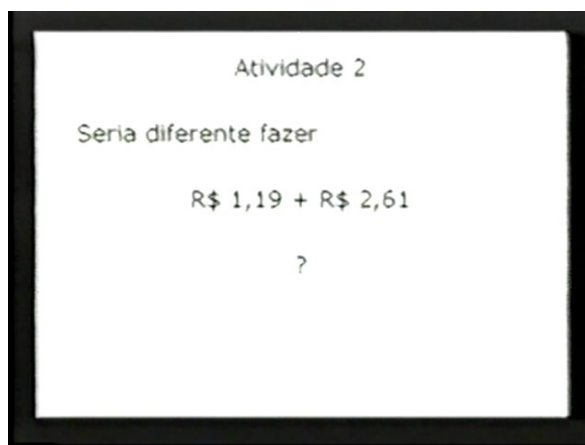 Atividade 2
Seria diferente fazer
R$ 1,19 + R$ 2,61
?